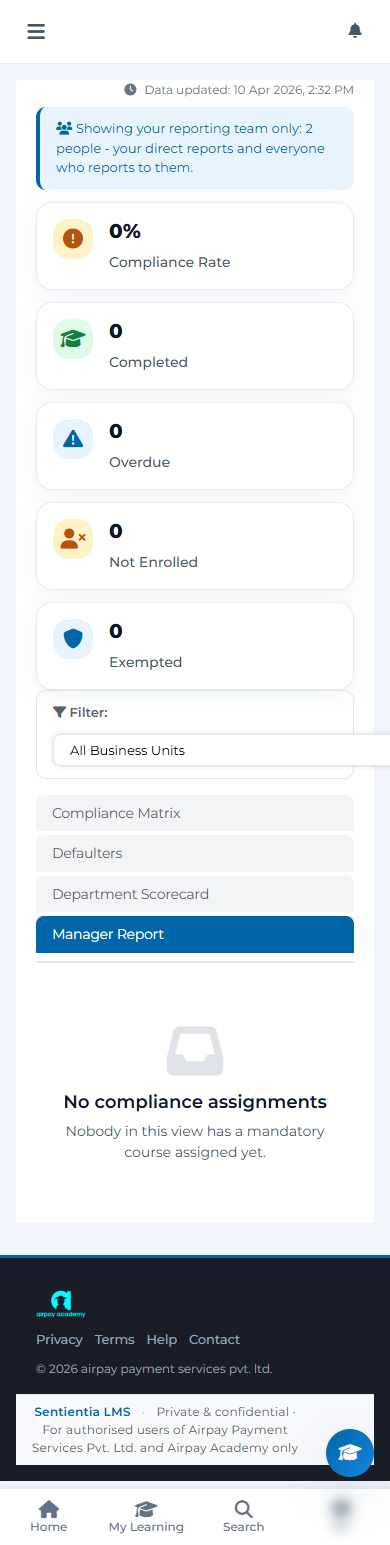 Data updated: 10 Apr 2026, 2:32 PM
Showing your reporting team only: 2
people - your direct reports and everyone
who reports to them.
0%
Compliance Rate
0
Completed
0
Overdue
0
Not Enrolled
0
Exempted
Filter:
All Business Units
Compliance Matrix
Defaulters
Department Scorecard
Manager Report
No compliance assignments
Nobody in this view has a mandatory
course assigned yet.
airpay academy
Privacy Terms Help Contact
© 2026 airpay payment services pvt. ltd.
Sentientia LMS · Private & confidential ·
For authorised users of Airpay Payment
Services Pvt. Ltd. and Airpay Academy only
Home My Learning Search